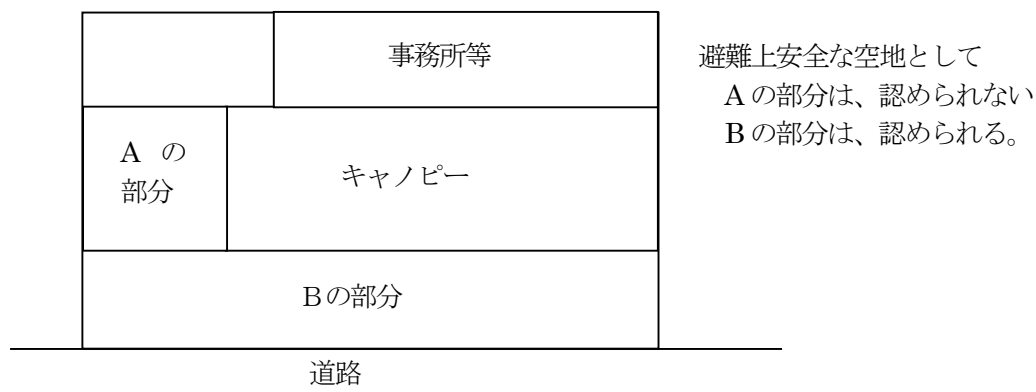 事務所等
避難上安全な空地として
Aの部分は、認められない
Bの部分は、認められる。
A の
部分
キャノピー
Bの部分
道路